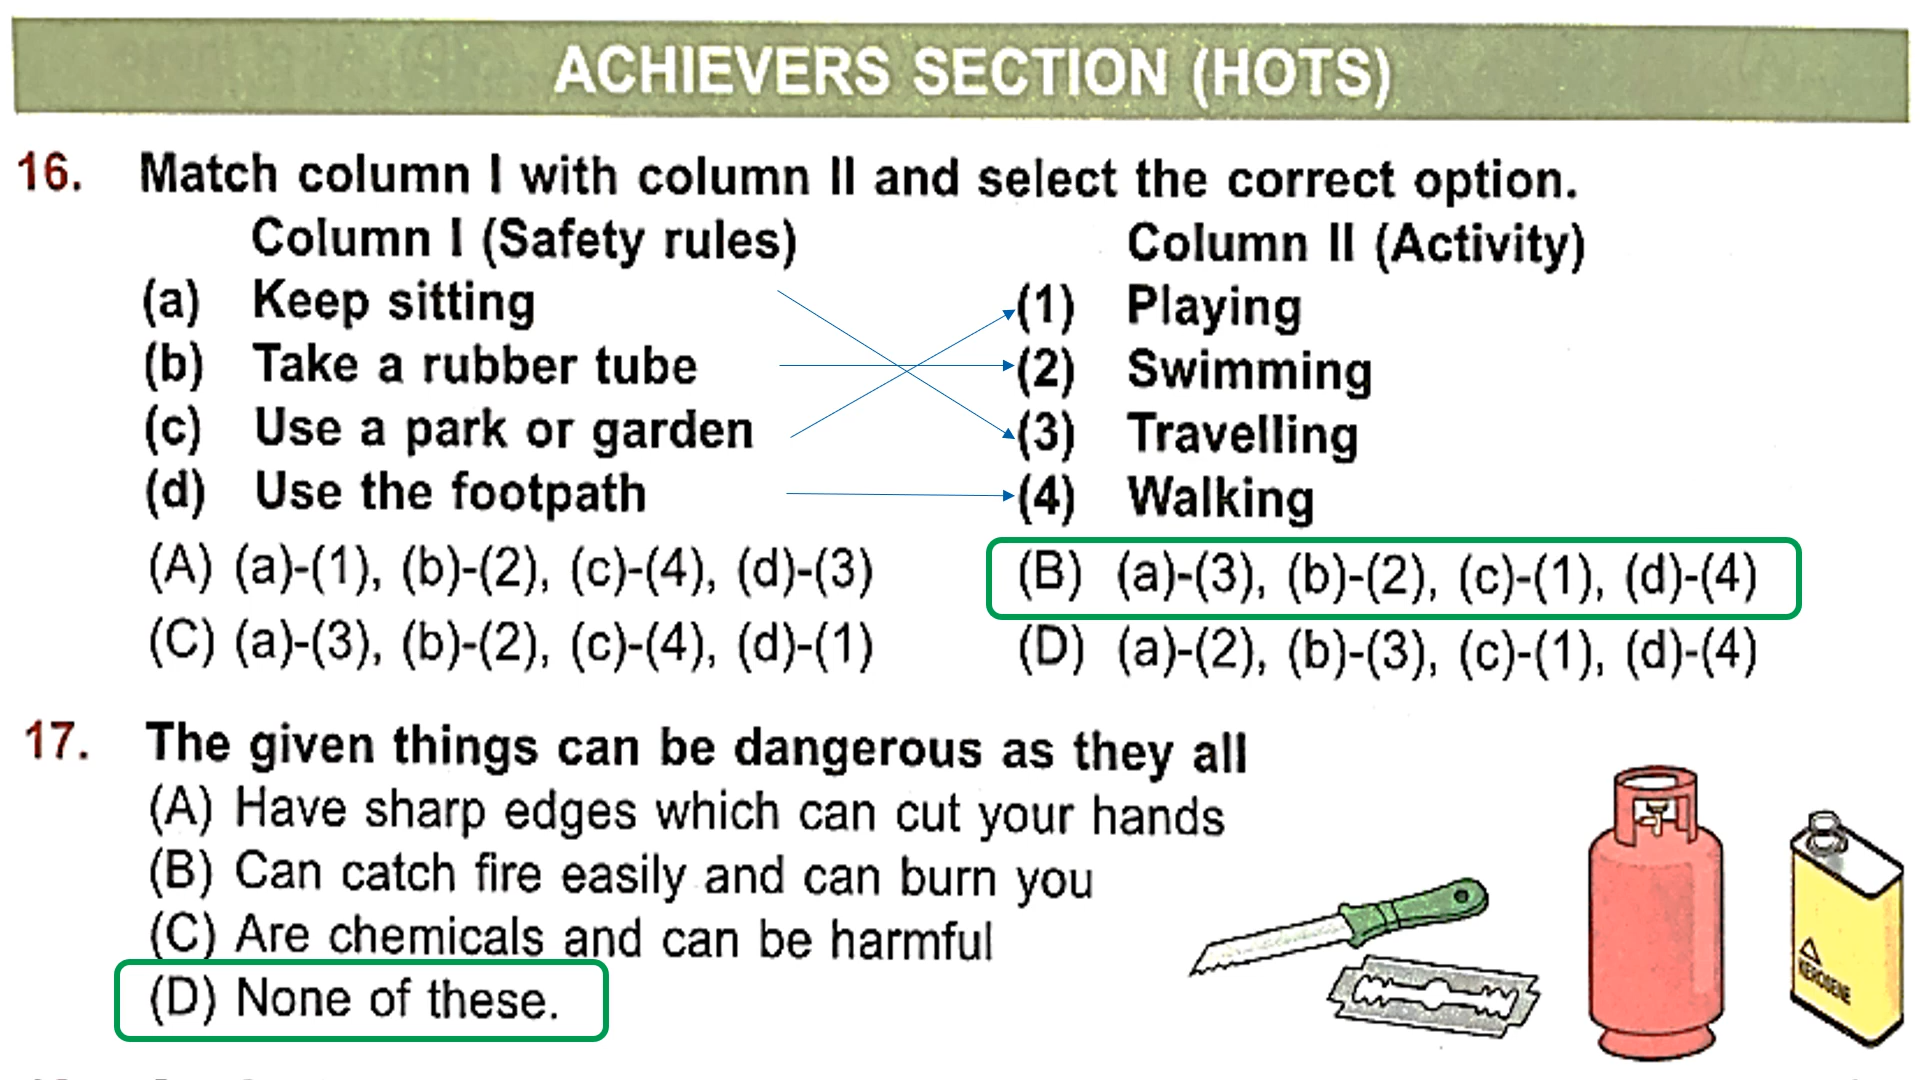 ACHIEVERS SECTION (HOTS)
16. Match column I with column II and select the correct option.
Column I (Safety rules) Column II (Activity)
(a) Keep sitting (1) Playing
(b) Take a rubber tube (2) Swimming
(c) Use a park or garden (3) Travelling
(d) Use the footpath (4) Walking
(A) (a)-(1), (b)-(2), (c)-(4), (d)-(3) (B) (a)-(3), (b)-(2), (c)-(1), (d)-(4)
(C) (a)-(3), (b)-(2), (c)-(4), (d)-(1) (D) (a)-(2), (b)-(3), (c)-(1), (d)-(4)
17. The given things can be dangerous as they all
(A) Have sharp edges which can cut your hands
(B) Can catch fire easily and can burn you
(C) Are chemicals and can be harmful
(D) None of these.
KEROSENE